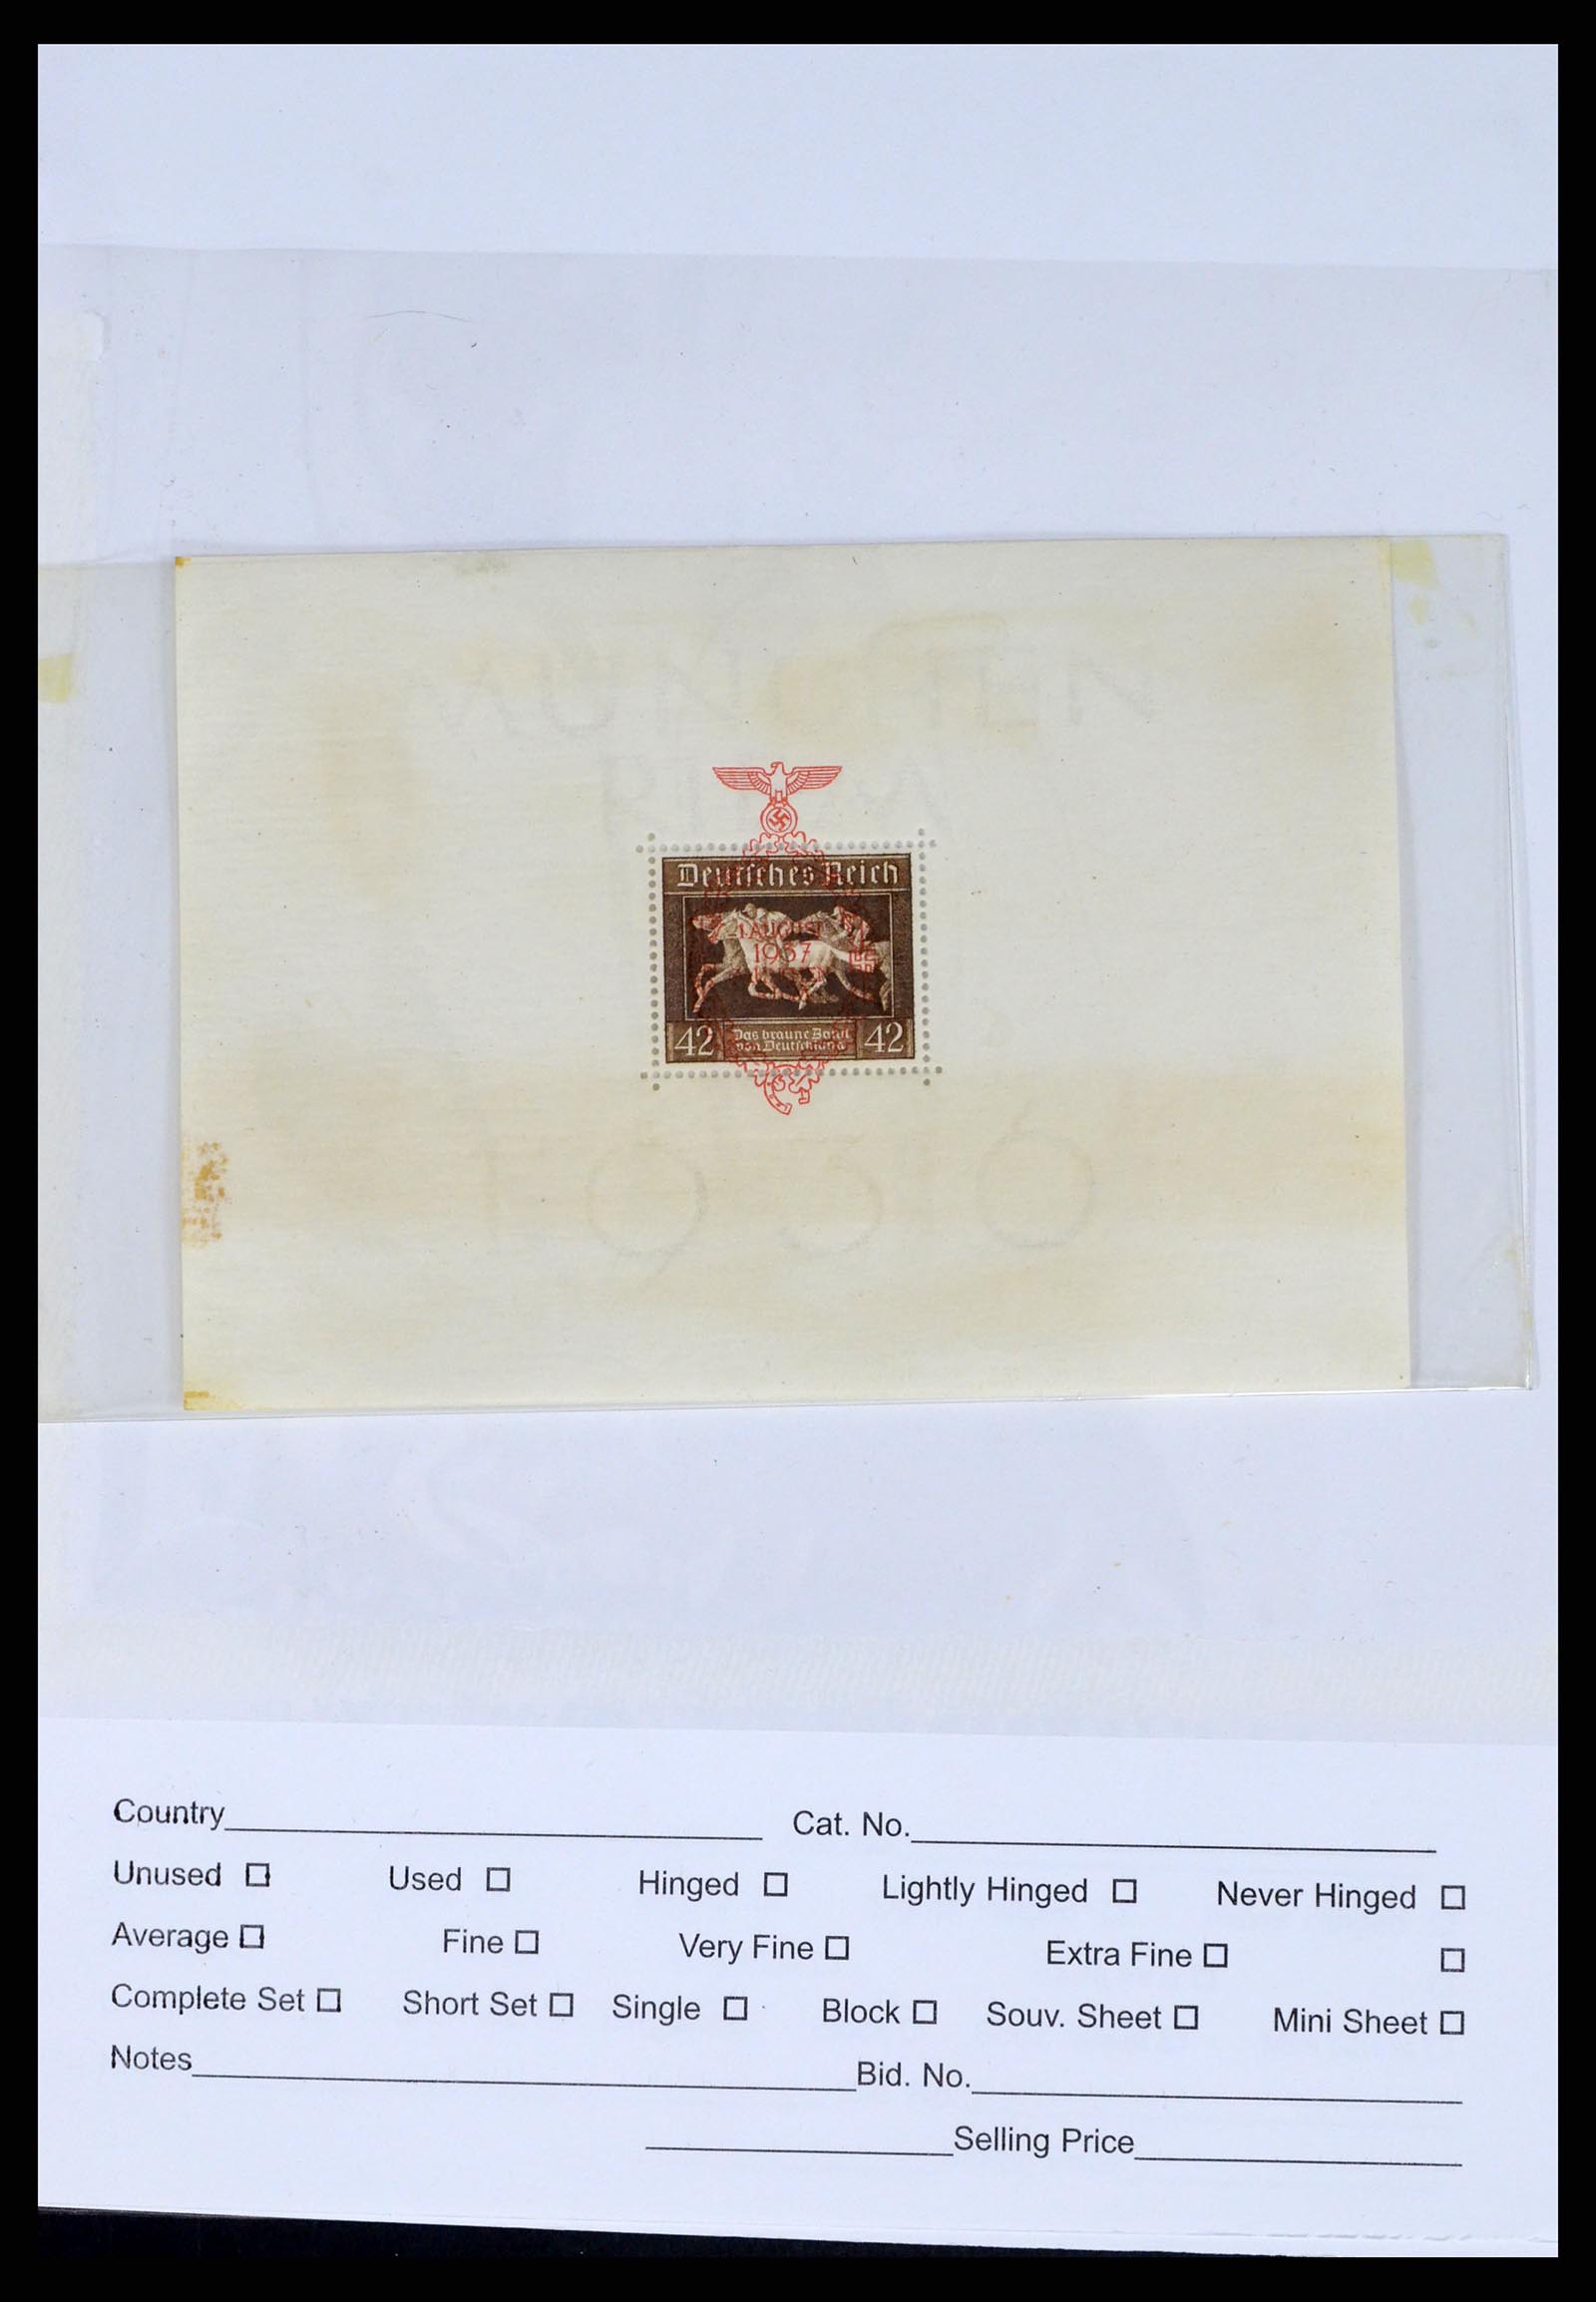 Deutsches Reich
1. AUGUST
1937
42 Das braune Band 42
von Deutschland
Country Cat. No.
Unused Used Hinged Lightly Hinged Never Hinged
Average Fine Very Fine Extra Fine
Complete Set Short Set Single Block Souv. Sheet Mini Sheet
Notes Bid. No.
Selling Price